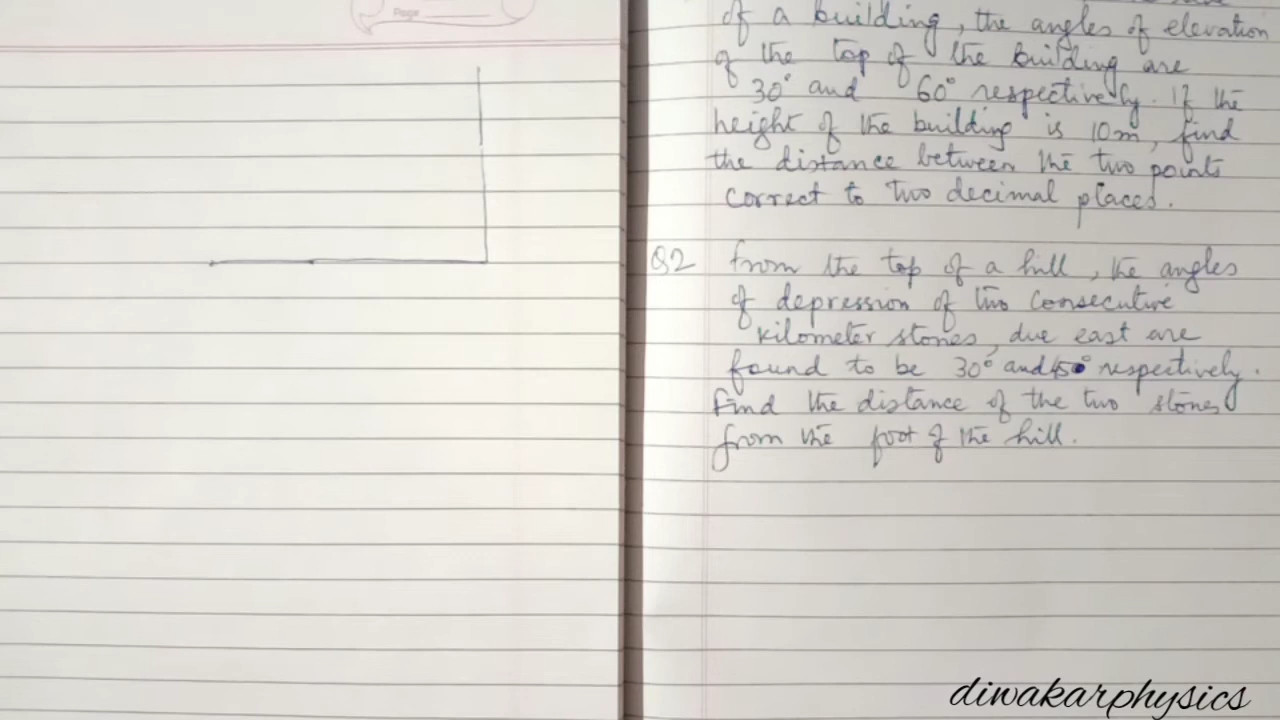 Page
of a building, the angles of elevation
of the top of the building are
30° and 60° respectively. If the
height of the building is 10m, find
the distance between the two points
correct to two decimal places.
Q2 from the top of a hill, the angles
of depression of two consecutive
kilometer stones, due east are
found to be 30° and 45° respectively.
Find the distance of the two stones
from the foot of the hill.
diwakarphysics